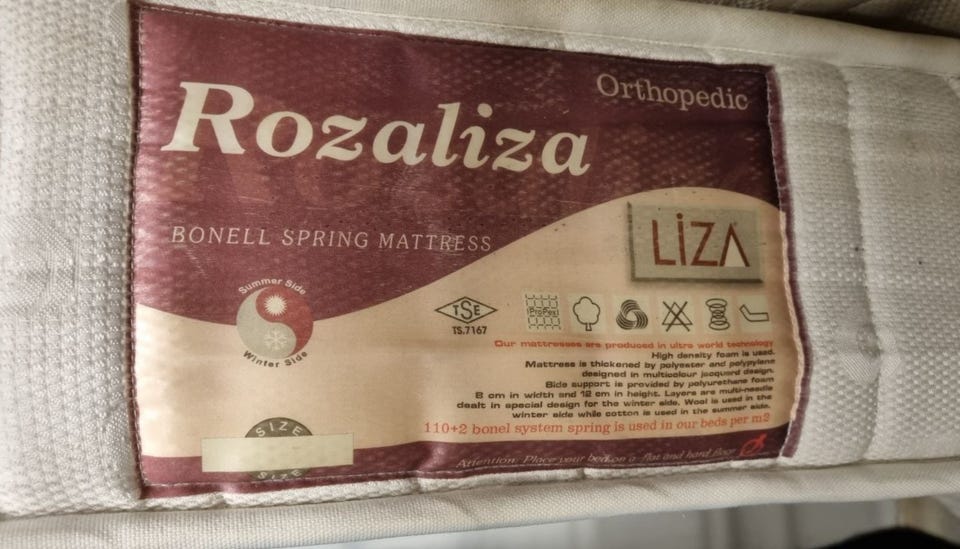 Orthopedic
Rozaliza
BONELL SPRING MATTRESS
LİZA
Summer Side
Winter Side
TSE
TS.7167
ProPex
Our mattresses are produced in ultra world technology
High density foam is used.
Mattress is thickened by polyester and polypylene
designed in multicolour jacquard design.
Side support is provided by polyurethane foam
8 cm in width and 12 cm in height. Layers are multi-needle
dealt in special design for the winter side. Wool is used in the
winter side while cotton is used in the summer side.
110+2 bonel system spring is used in our beds per m2
SIZE
SIZE
Attention: Place your bed on a flat and hard floor